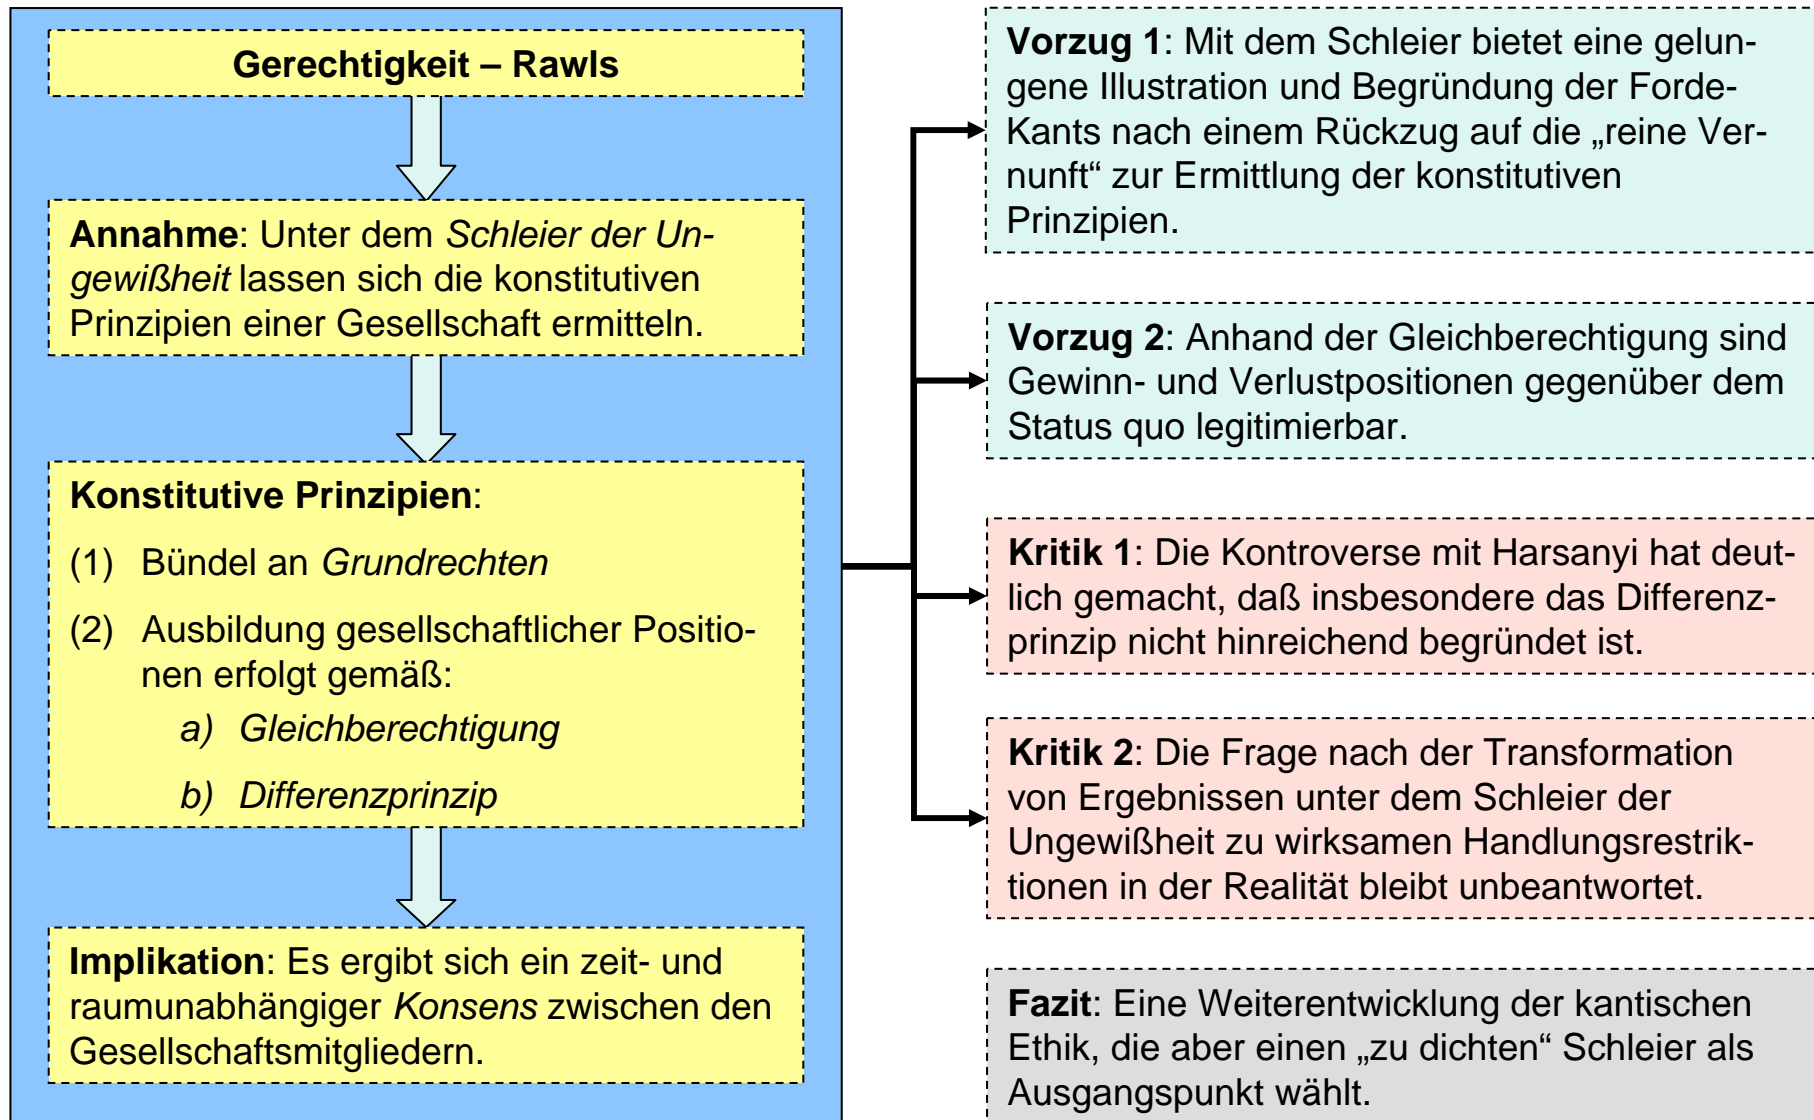 Gerechtigkeit – Rawls
Annahme: Unter dem Schleier der Un-
gewißheit lassen sich die konstitutiven
Prinzipien einer Gesellschaft ermitteln.
Konstitutive Prinzipien:
(1) Bündel an Grundrechten
(2) Ausbildung gesellschaftlicher Positio-
nen erfolgt gemäß:
a) Gleichberechtigung
b) Differenzprinzip
Implikation: Es ergibt sich ein zeit- und
raumunabhängiger Konsens zwischen den
Gesellschaftsmitgliedern.
Vorzug 1: Mit dem Schleier bietet eine gelun-
gene Illustration und Begründung der Forde-
Kants nach einem Rückzug auf die „reine Ver-
nunft“ zur Ermittlung der konstitutiven
Prinzipien.
Vorzug 2: Anhand der Gleichberechtigung sind
Gewinn- und Verlustpositionen gegenüber dem
Status quo legitimierbar.
Kritik 1: Die Kontroverse mit Harsanyi hat deut-
lich gemacht, daß insbesondere das Differenz-
prinzip nicht hinreichend begründet ist.
Kritik 2: Die Frage nach der Transformation
von Ergebnissen unter dem Schleier der
Ungewißheit zu wirksamen Handlungsrestrik-
tionen in der Realität bleibt unbeantwortet.
Fazit: Eine Weiterentwicklung der kantischen
Ethik, die aber einen „zu dichten“ Schleier als
Ausgangspunkt wählt.